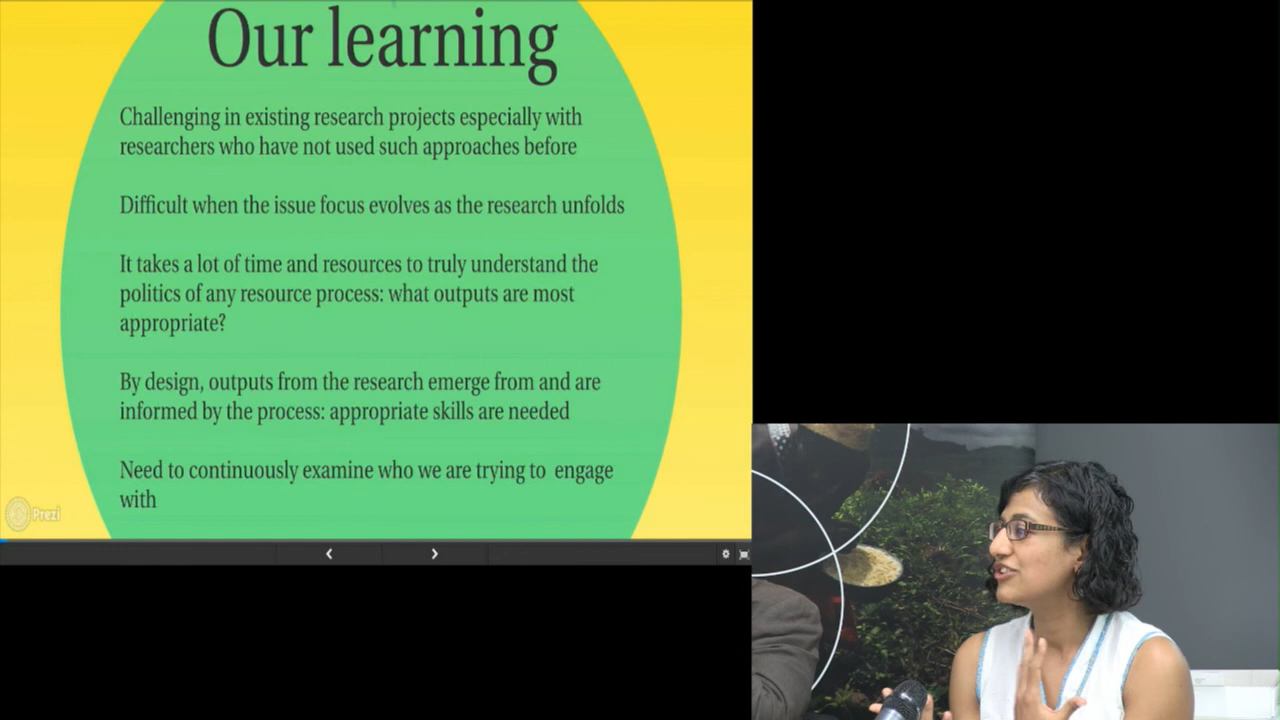 Our learning
Challenging in existing research projects especially with
researchers who have not used such approaches before
Difficult when the issue focus evolves as the research unfolds
It takes a lot of time and resources to truly understand the
politics of any resource process: what outputs are most
appropriate?
By design, outputs from the research emerge from and are
informed by the process: appropriate skills are needed
Need to continuously examine who we are trying to  engage
with
Prezi